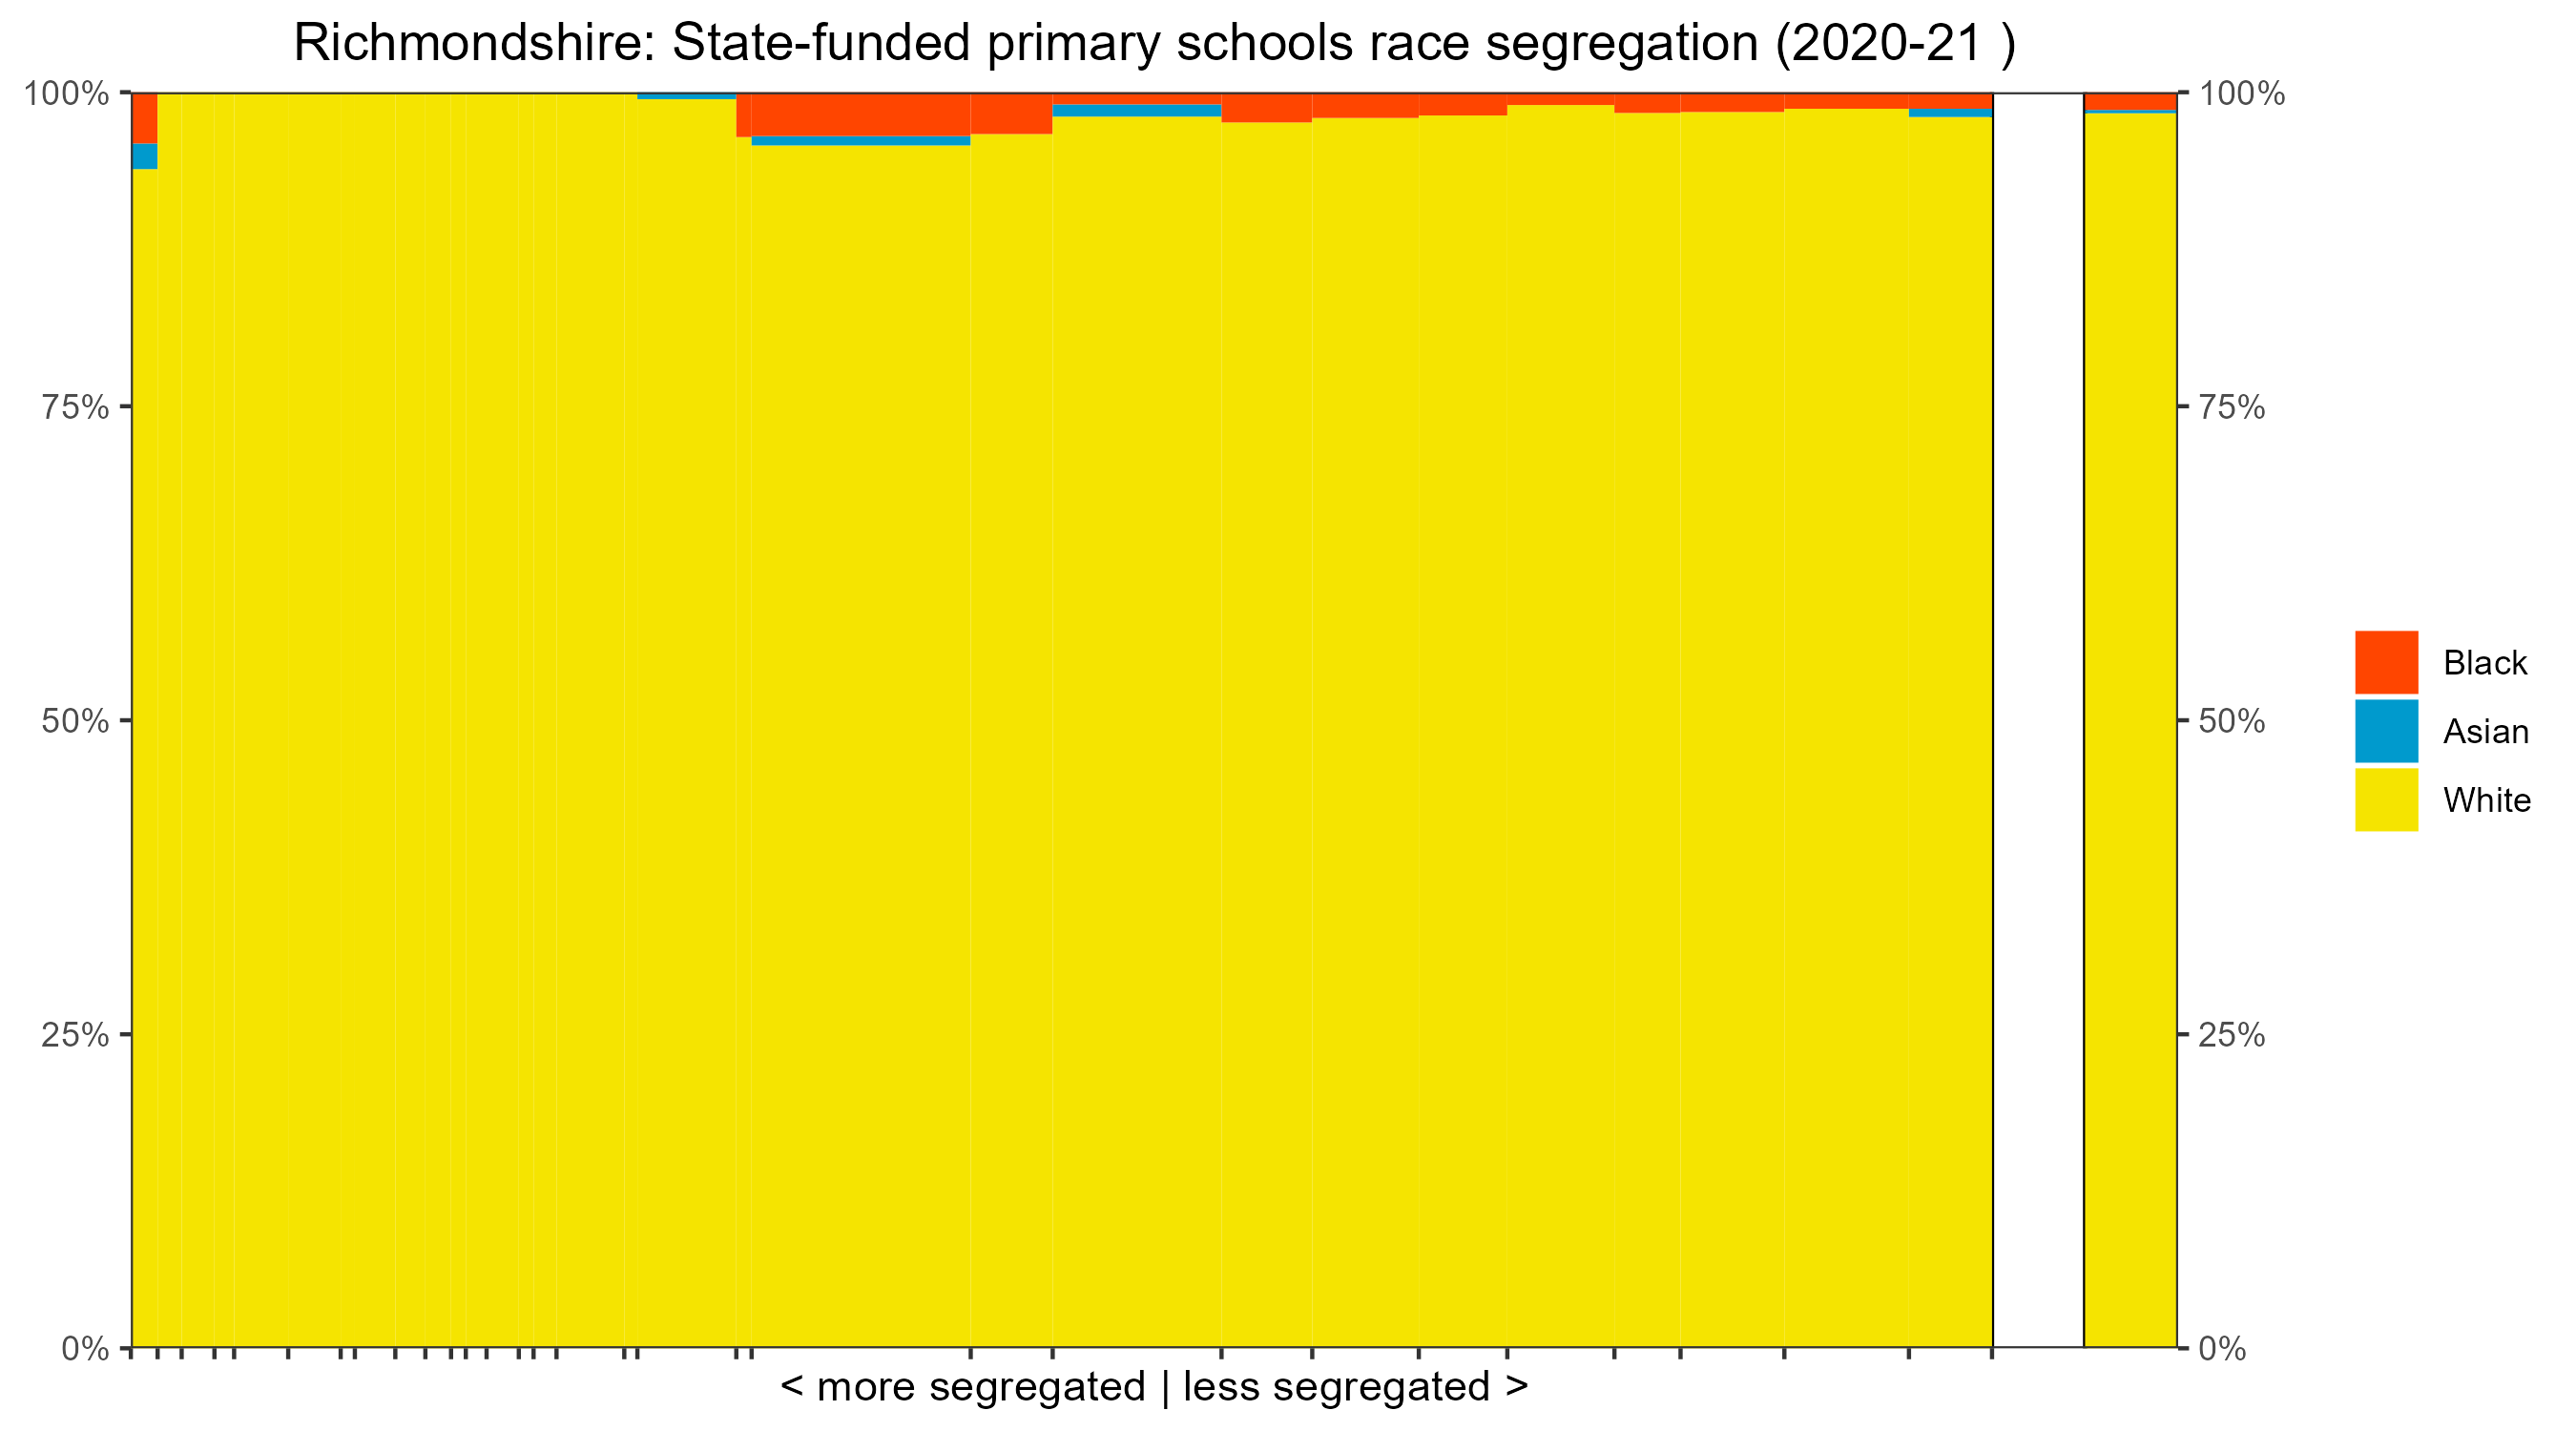 Richmondshire: State-funded primary schools race segregation (2020-21 )
100%
75%
50%
25%
0%
100%
75%
50%
25%
0%
< more segregated | less segregated >
Black
Asian
White